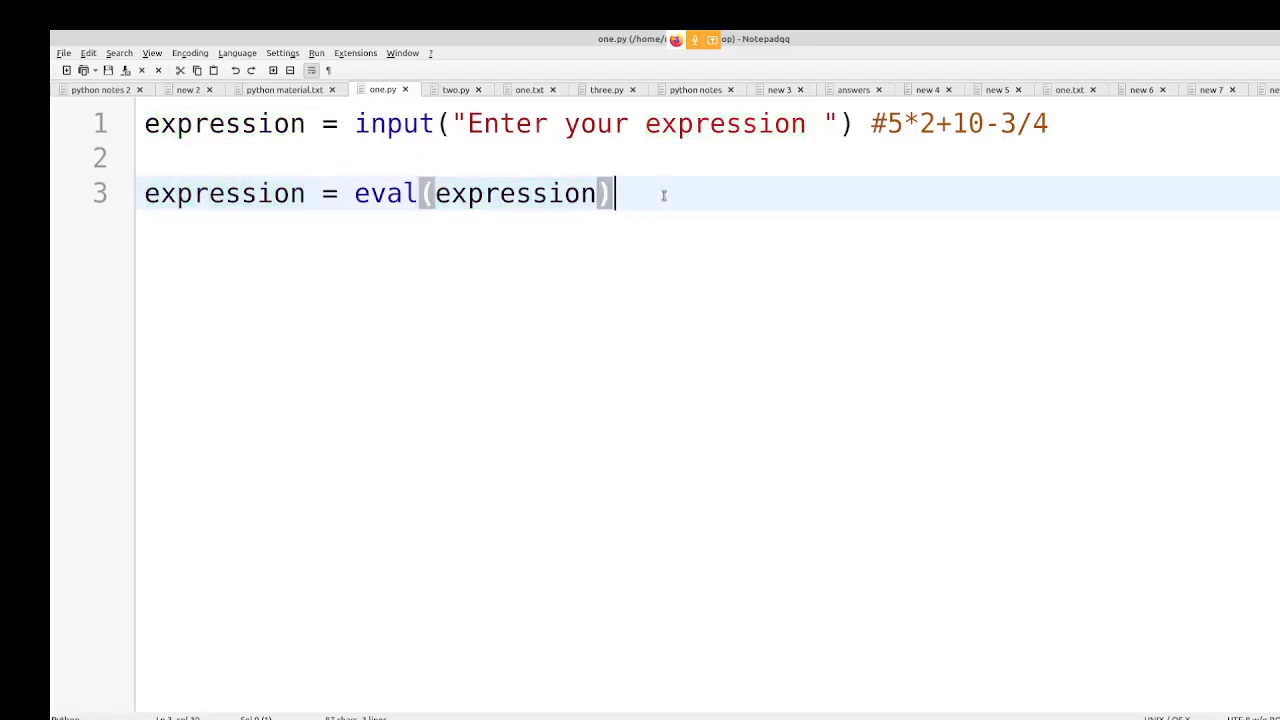 one.py (/home/ op) - Notepadqq
File Edit Search View Encoding Language Settings Run Extensions Window ?
python notes 2 new 2 python material.txt one.py two.py one.txt three.py python notes new 3 answers new 4 new 5 one.txt new 6 new 7
1 expression = input("Enter your expression ") #5*2+10-3/4
2
3 expression = eval(expression)